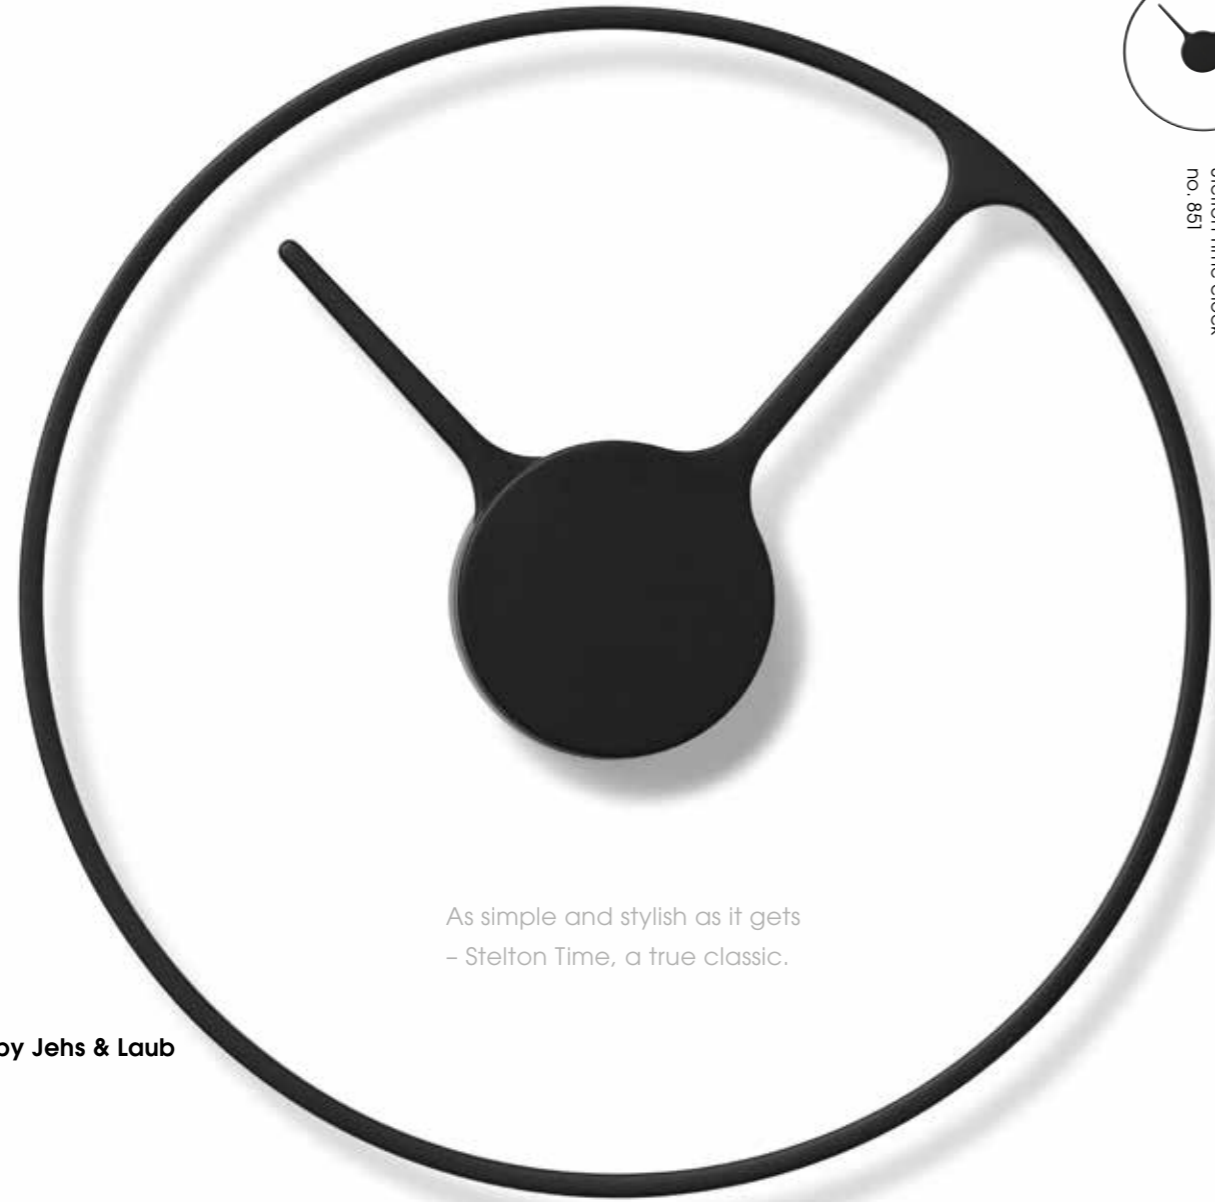 As simple and stylish as it gets
– Stelton Time, a true classic.
by Jehs & Laub
no. 851